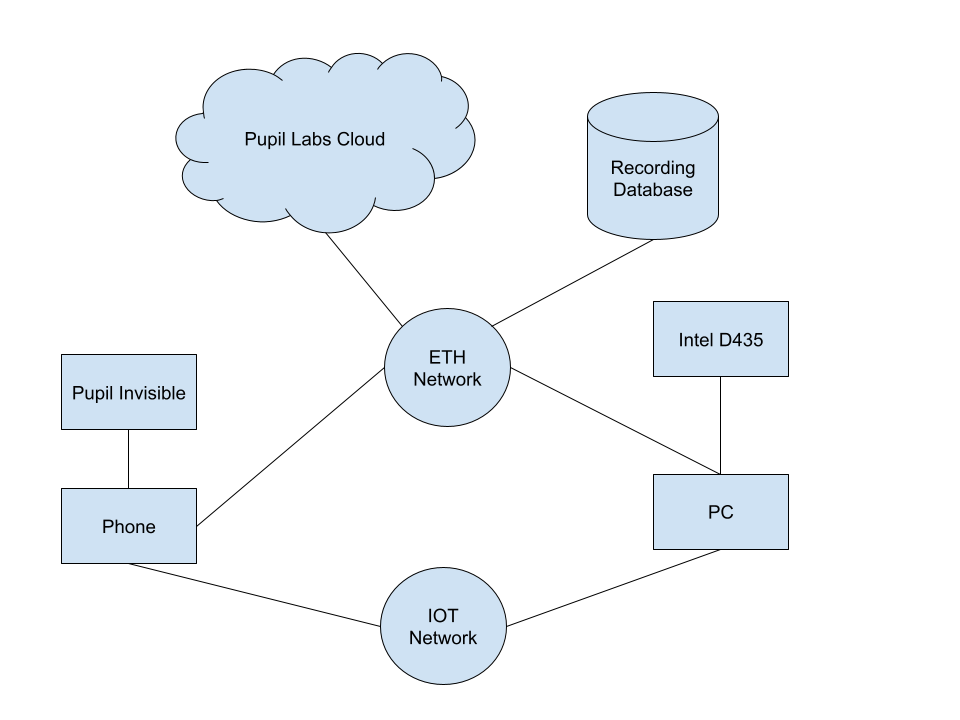 Pupil Labs Cloud
Recording
Database
ETH
Network
Intel D435
Pupil Invisible
Phone
PC
IOT
Network